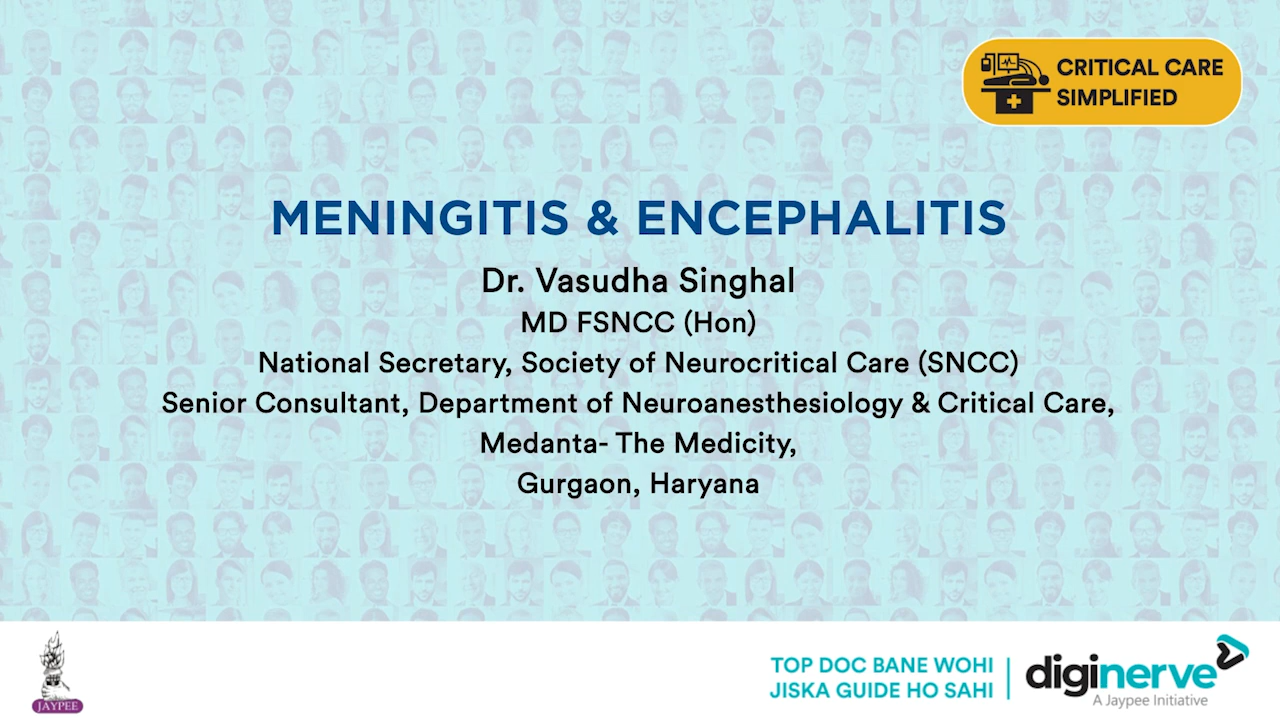 CRITICAL CARE
SIMPLIFIED
MENINGITIS & ENCEPHALITIS
Dr. Vasudha Singhal
MD FSNCC (Hon)
National Secretary, Society of Neurocritical Care (SNCC)
Senior Consultant, Department of Neuroanesthesiology & Critical Care,
Medanta- The Medicity,
Gurgaon, Haryana
JAYPEE
TOP DOC BANE WOHI
JISKA GUIDE HO SAHI
diginerve
A Jaypee Initiative